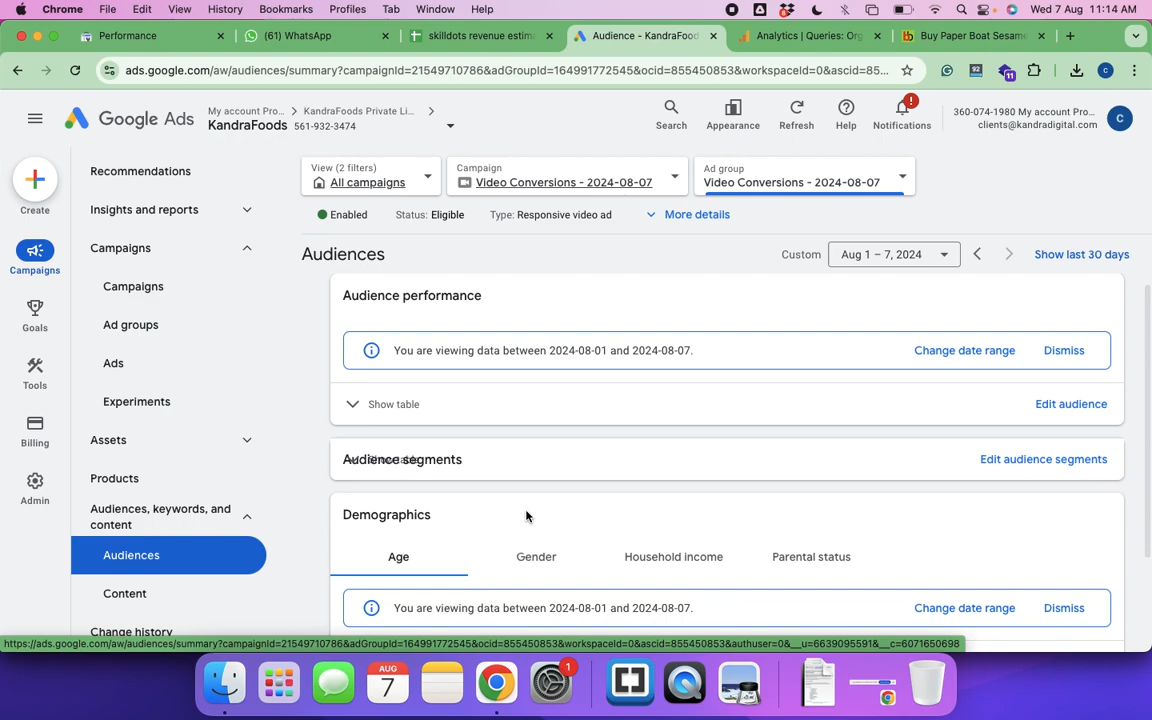 Chrome File Edit View History Bookmarks Profiles Tab Window Help Wed 7 Aug 11:14 AM
Performance (61) WhatsApp skilldots revenue estima Audience - KandraFood Analytics | Queries: Org Buy Paper Boat Sesame
ads.google.com/aw/audiences/summary?campaignId=21549710786&adGroupId=164991772545&ocid=855450853&workspaceId=0&ascid=85... 92 11 C
Google Ads
My account Pro... KandraFoods Private Li...
KandraFoods 561-932-3474
Search Appearance Refresh Help Notifications
360-074-1980 My account Pro...
clients@kandradigital.com
C
Create
Campaigns
Goals
Tools
Billing
Admin
Recommendations
Insights and reports
Campaigns
Campaigns
Ad groups
Ads
Experiments
Assets
Products
Audiences, keywords, and
content
Audiences
Content
Change history
View (2 filters)
All campaigns
Campaign
Video Conversions - 2024-08-07
Ad group
Video Conversions - 2024-08-07
Enabled Status: Eligible Type: Responsive video ad More details
Audiences Custom Aug 1 – 7, 2024 Show last 30 days
Audience performance
You are viewing data between 2024-08-01 and 2024-08-07. Change date range Dismiss
Show table Edit audience
Audience segments Edit audience segments
Demographics
Age Gender Household income Parental status
You are viewing data between 2024-08-01 and 2024-08-07. Change date range Dismiss
https://ads.google.com/aw/audiences/summary?campaignId=21549710786&adGroupId=164991772545&ocid=855450853&workspaceId=0&ascid=855450853&authuser=0&__u=6639095591&__c=6071650698
AUG
7
1